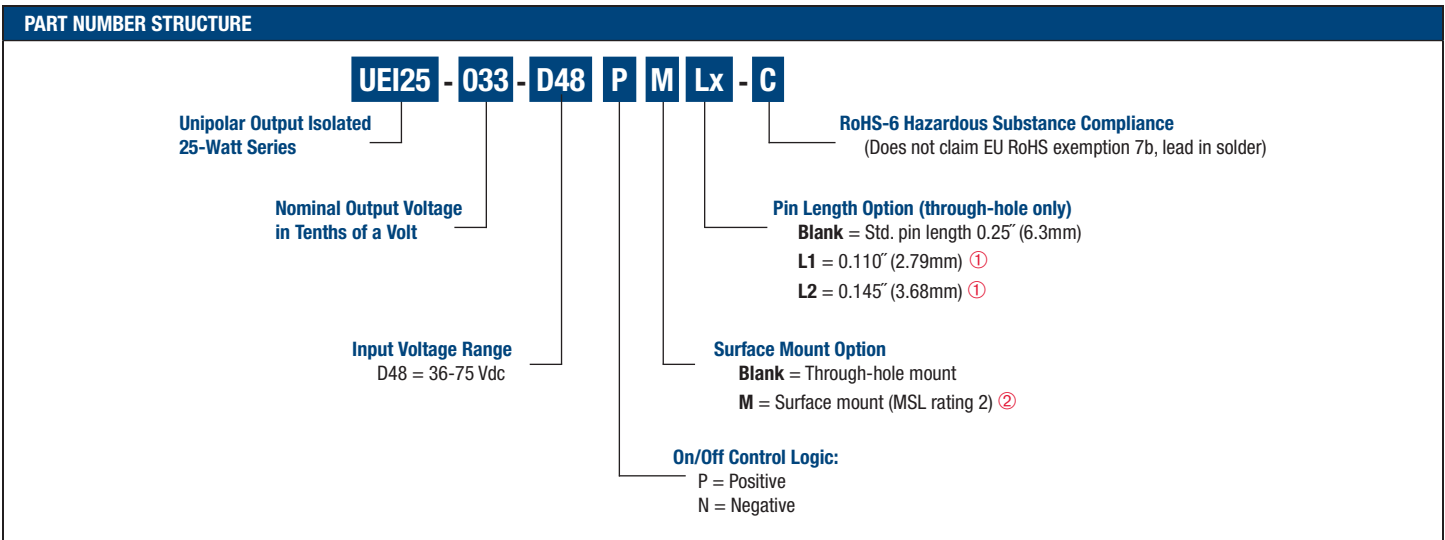 PART NUMBER STRUCTURE
UEI25 - 033 - D48 P M Lx - C
Unipolar Output Isolated
25-Watt Series
RoHS-6 Hazardous Substance Compliance
(Does not claim EU RoHS exemption 7b, lead in solder)
Nominal Output Voltage
in Tenths of a Volt
Pin Length Option (through-hole only)
Blank = Std. pin length 0.25˝ (6.3mm)
L1 = 0.110˝ (2.79mm) ①
L2 = 0.145˝ (3.68mm) ①
Input Voltage Range
D48 = 36-75 Vdc
Surface Mount Option
Blank = Through-hole mount
M = Surface mount (MSL rating 2) ②
On/Off Control Logic:
P = Positive
N = Negative